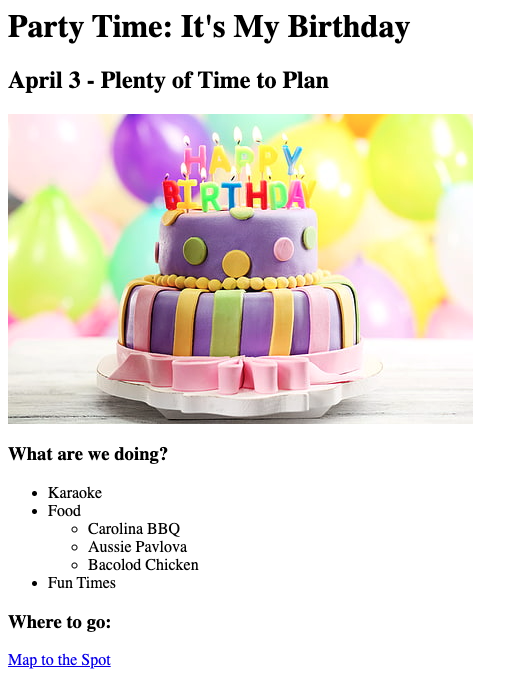 Party Time: It's My Birthday
April 3 - Plenty of Time to Plan
HAPPY
BIRTHDAY
What are we doing?
Karaoke
Food
Carolina BBQ
Aussie Pavlova
Bacolod Chicken
Fun Times
Where to go:
Map to the Spot